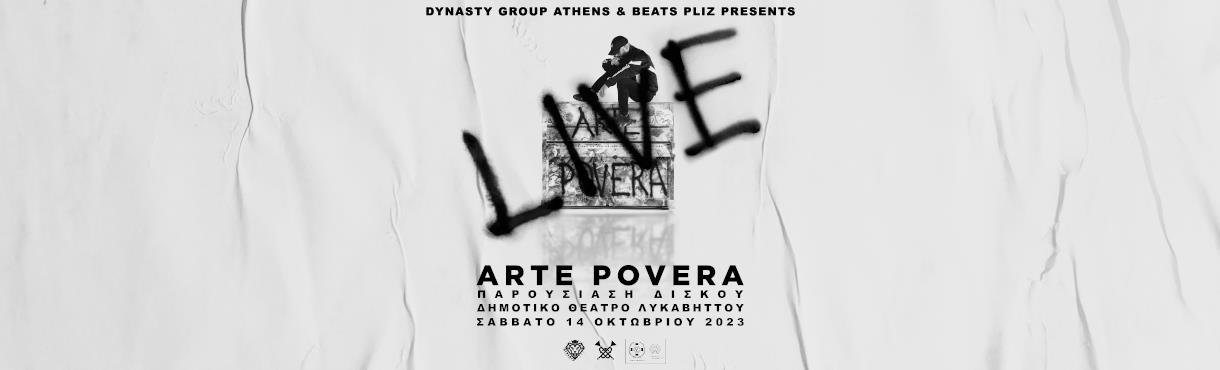 DYNASTY GROUP ATHENS & BEATS PLIZ PRESENTS
LIVE
ARTE
POVERA
ARTE POVERA
ΠΑΡΟΥΣΙΑΣΗ ΔΙΣΚΟΥ
ΔΗΜΟΤΙΚΟ ΘΕΑΤΡΟ ΛΥΚΑΒΗΤΤΟΥ
ΣΑΒΒΑΤΟ 14 ΟΚΤΩΒΡΙΟΥ 2023